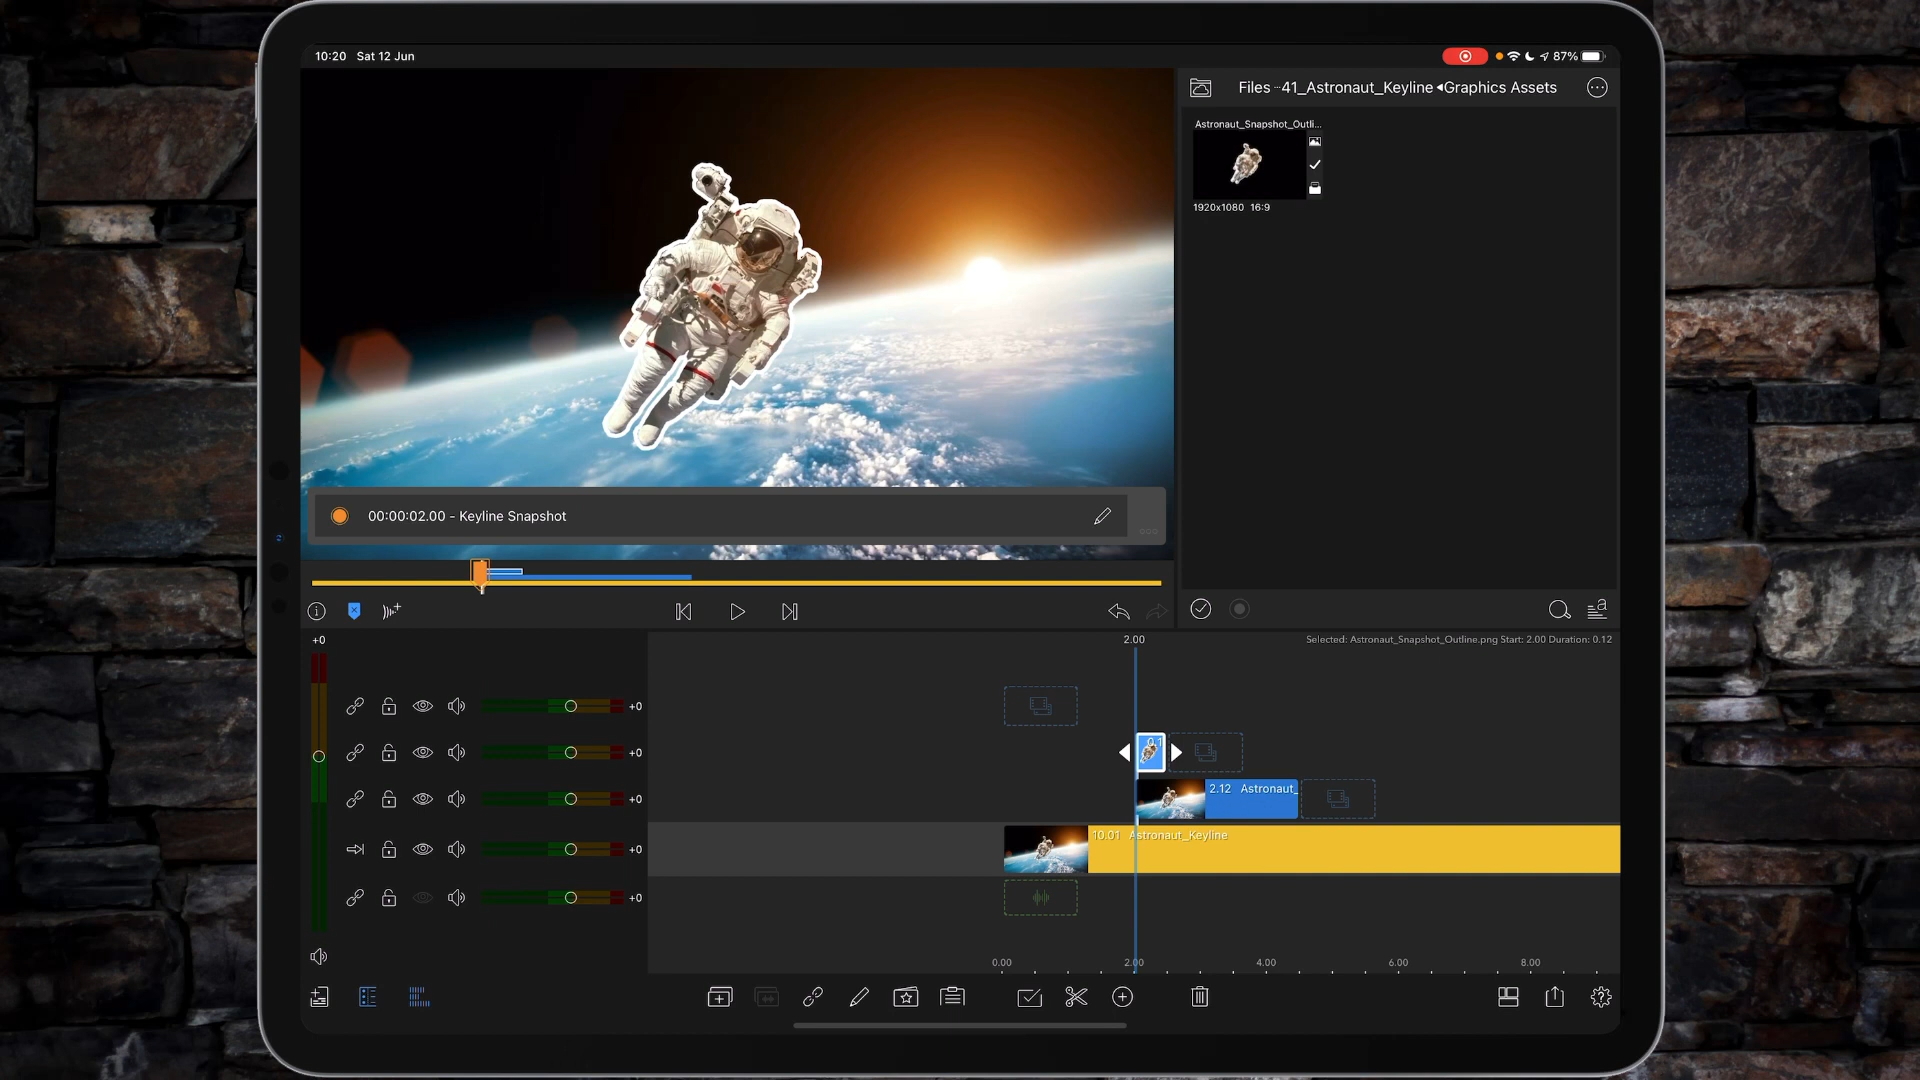 10:20 Sat 12 Jun
87%
Files ··41_Astronaut_Keyline ◂Graphics Assets
Astronaut_Snapshot_Outli...
1920x1080 16:9
00:00:02.00 - Keyline Snapshot
+0
2.00
Selected: Astronaut_Snapshot_Outline.png Start: 2.00 Duration: 0.12
+0
+0
0.1
+0
2.12 Astronaut_
+0
10.01 Astronaut_Keyline
+0
0.00 2.00 4.00 6.00 8.00